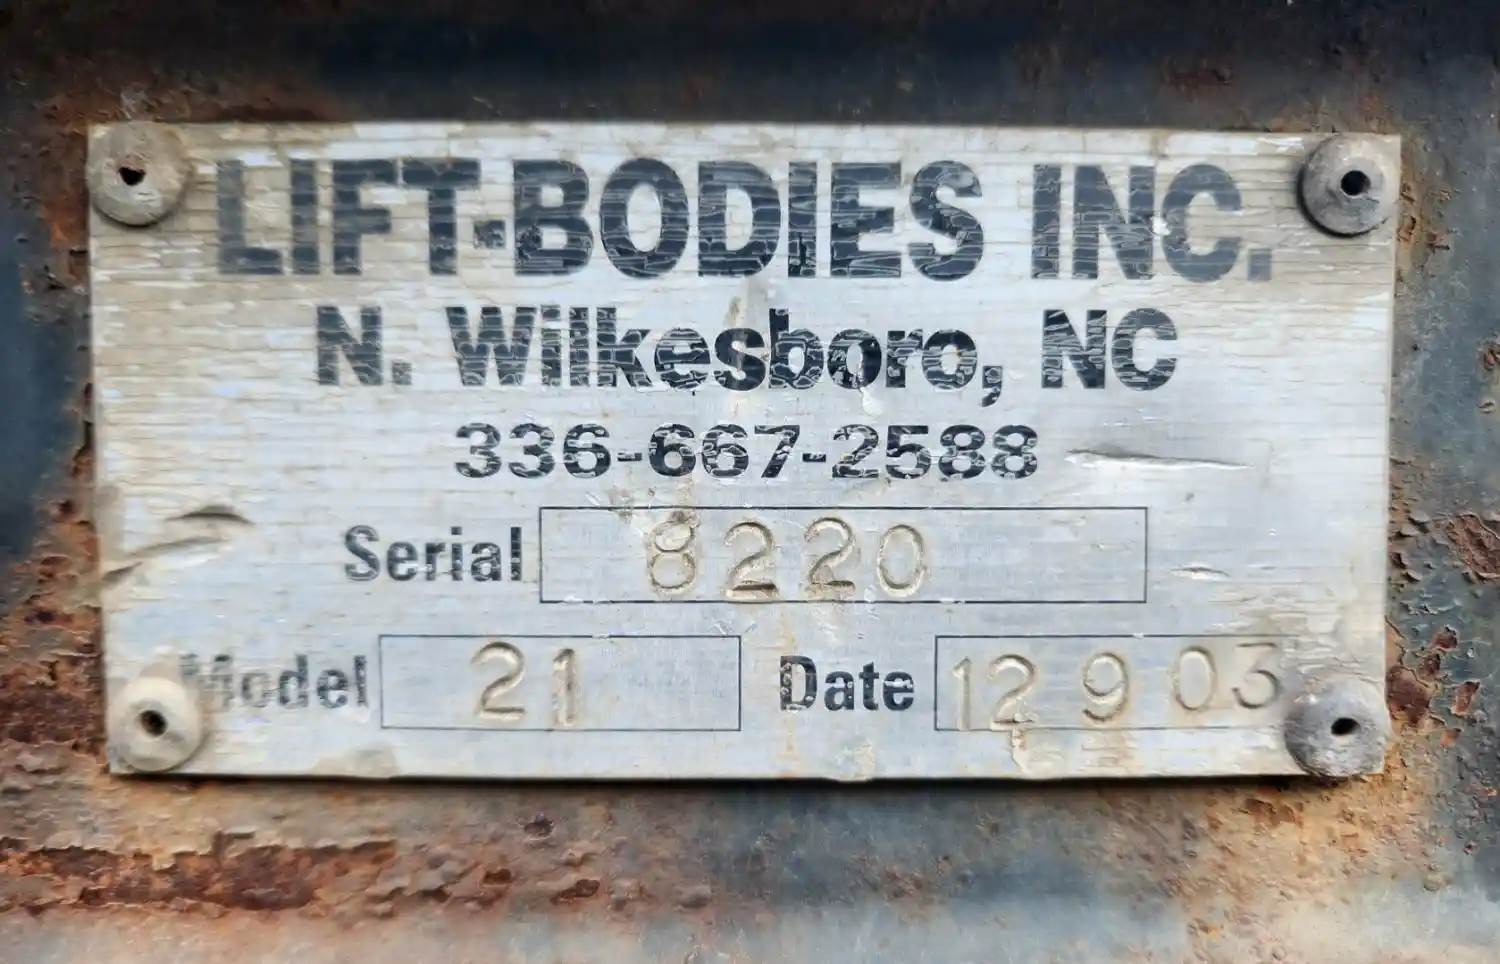 LIFT-BODIES INC.
N. Wilkesboro, NC
336-667-2588
Serial 8220
Model 21 Date 12 9 03